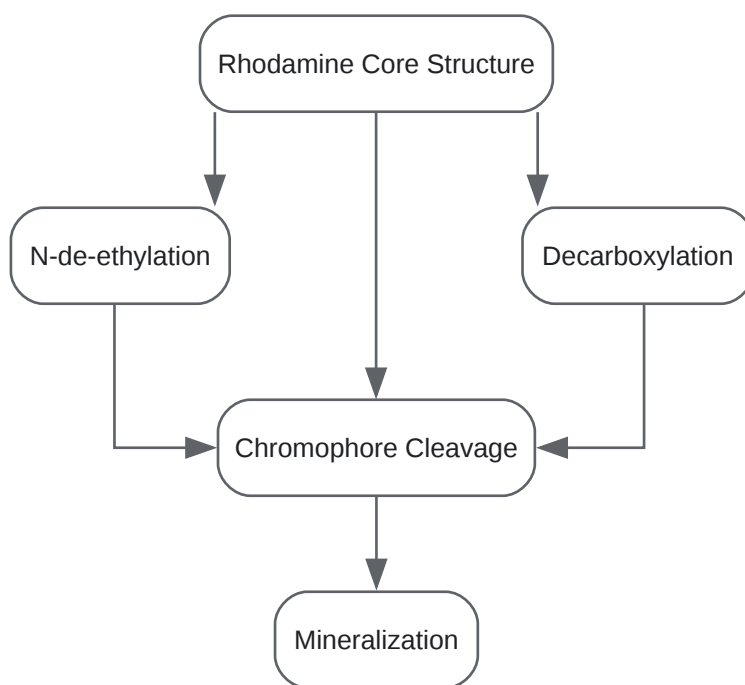 Rhodamine Core Structure
N-de-ethylation
Decarboxylation
Chromophore Cleavage
Mineralization